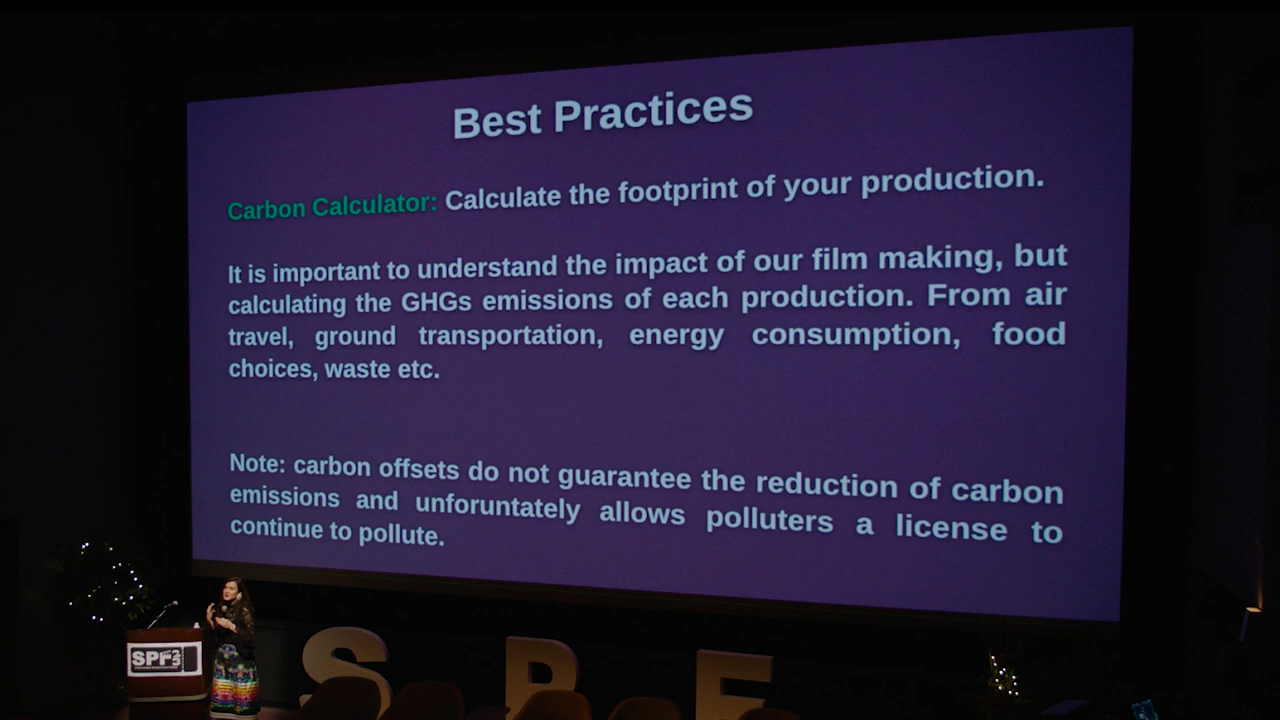 Best Practices
Carbon Calculator: Calculate the footprint of your production.
It is important to understand the impact of our film making, but
calculating the GHGs emissions of each production. From air
travel, ground transportation, energy consumption, food
choices, waste etc.
Note: carbon offsets do not guarantee the reduction of carbon
emissions and unforuntately allows polluters a license to
continue to pollute.
SPF
23
S P F